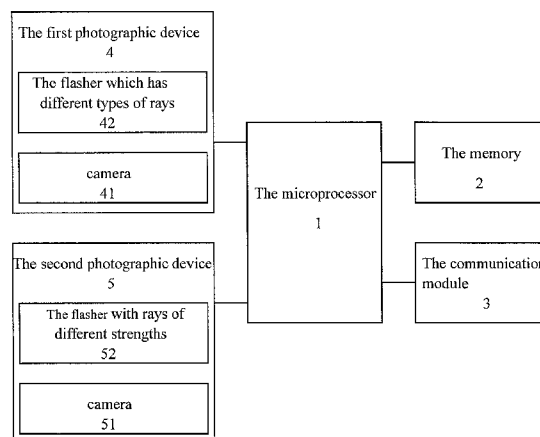 The first photographic device
4
The flasher which has
different types of rays
42
camera
41
The second photographic device
5
The flasher with rays of
different strengths
52
camera
51
The microprocessor
1
The memory
2
The communication
module
3